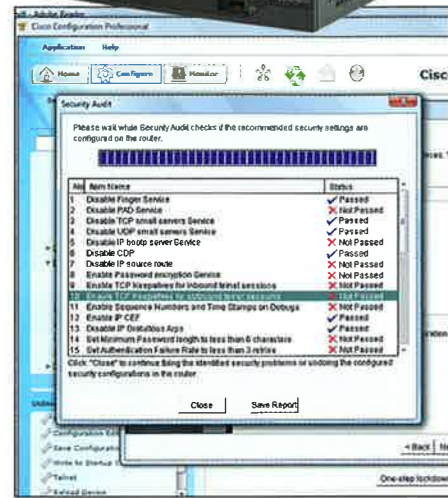 Cisco Configuration Professional
Application Help
Home Configure Monitor
Cisc
Security Audit
Please wait while Security Audit checks if the recommended security settings are
configured on the router.
No Item Name Status
1 Disable Finger Service Passed
2 Disable PAD Service Not Passed
3 Disable TCP small servers Service Passed
4 Disable UDP small servers Service Passed
5 Disable IP bootp server Service Not Passed
6 Disable CDP Passed
7 Disable IP source route Not Passed
8 Enable Password encryption Service Not Passed
9 Enable TCP Keepalives for inbound telnet sessions Not Passed
10 Enable TCP Keepalives for outbound telnet sessions Not Passed
11 Enable Sequence Numbers and Time Stamps on Debugs Not Passed
12 Enable IP CEF Passed
13 Disable IP Gratuitous Arps Not Passed
14 Set Minimum Password length to less than 6 characters Not Passed
15 Set Authentication Failure Rate to less than 3 retries Not Passed
Click "Close" to continue fixing the identified security problems or undoing the configured
security configurations in the router.
Close Save Report
Write to Startup
Telnet
Reload Device
< Back
One-step lockdown